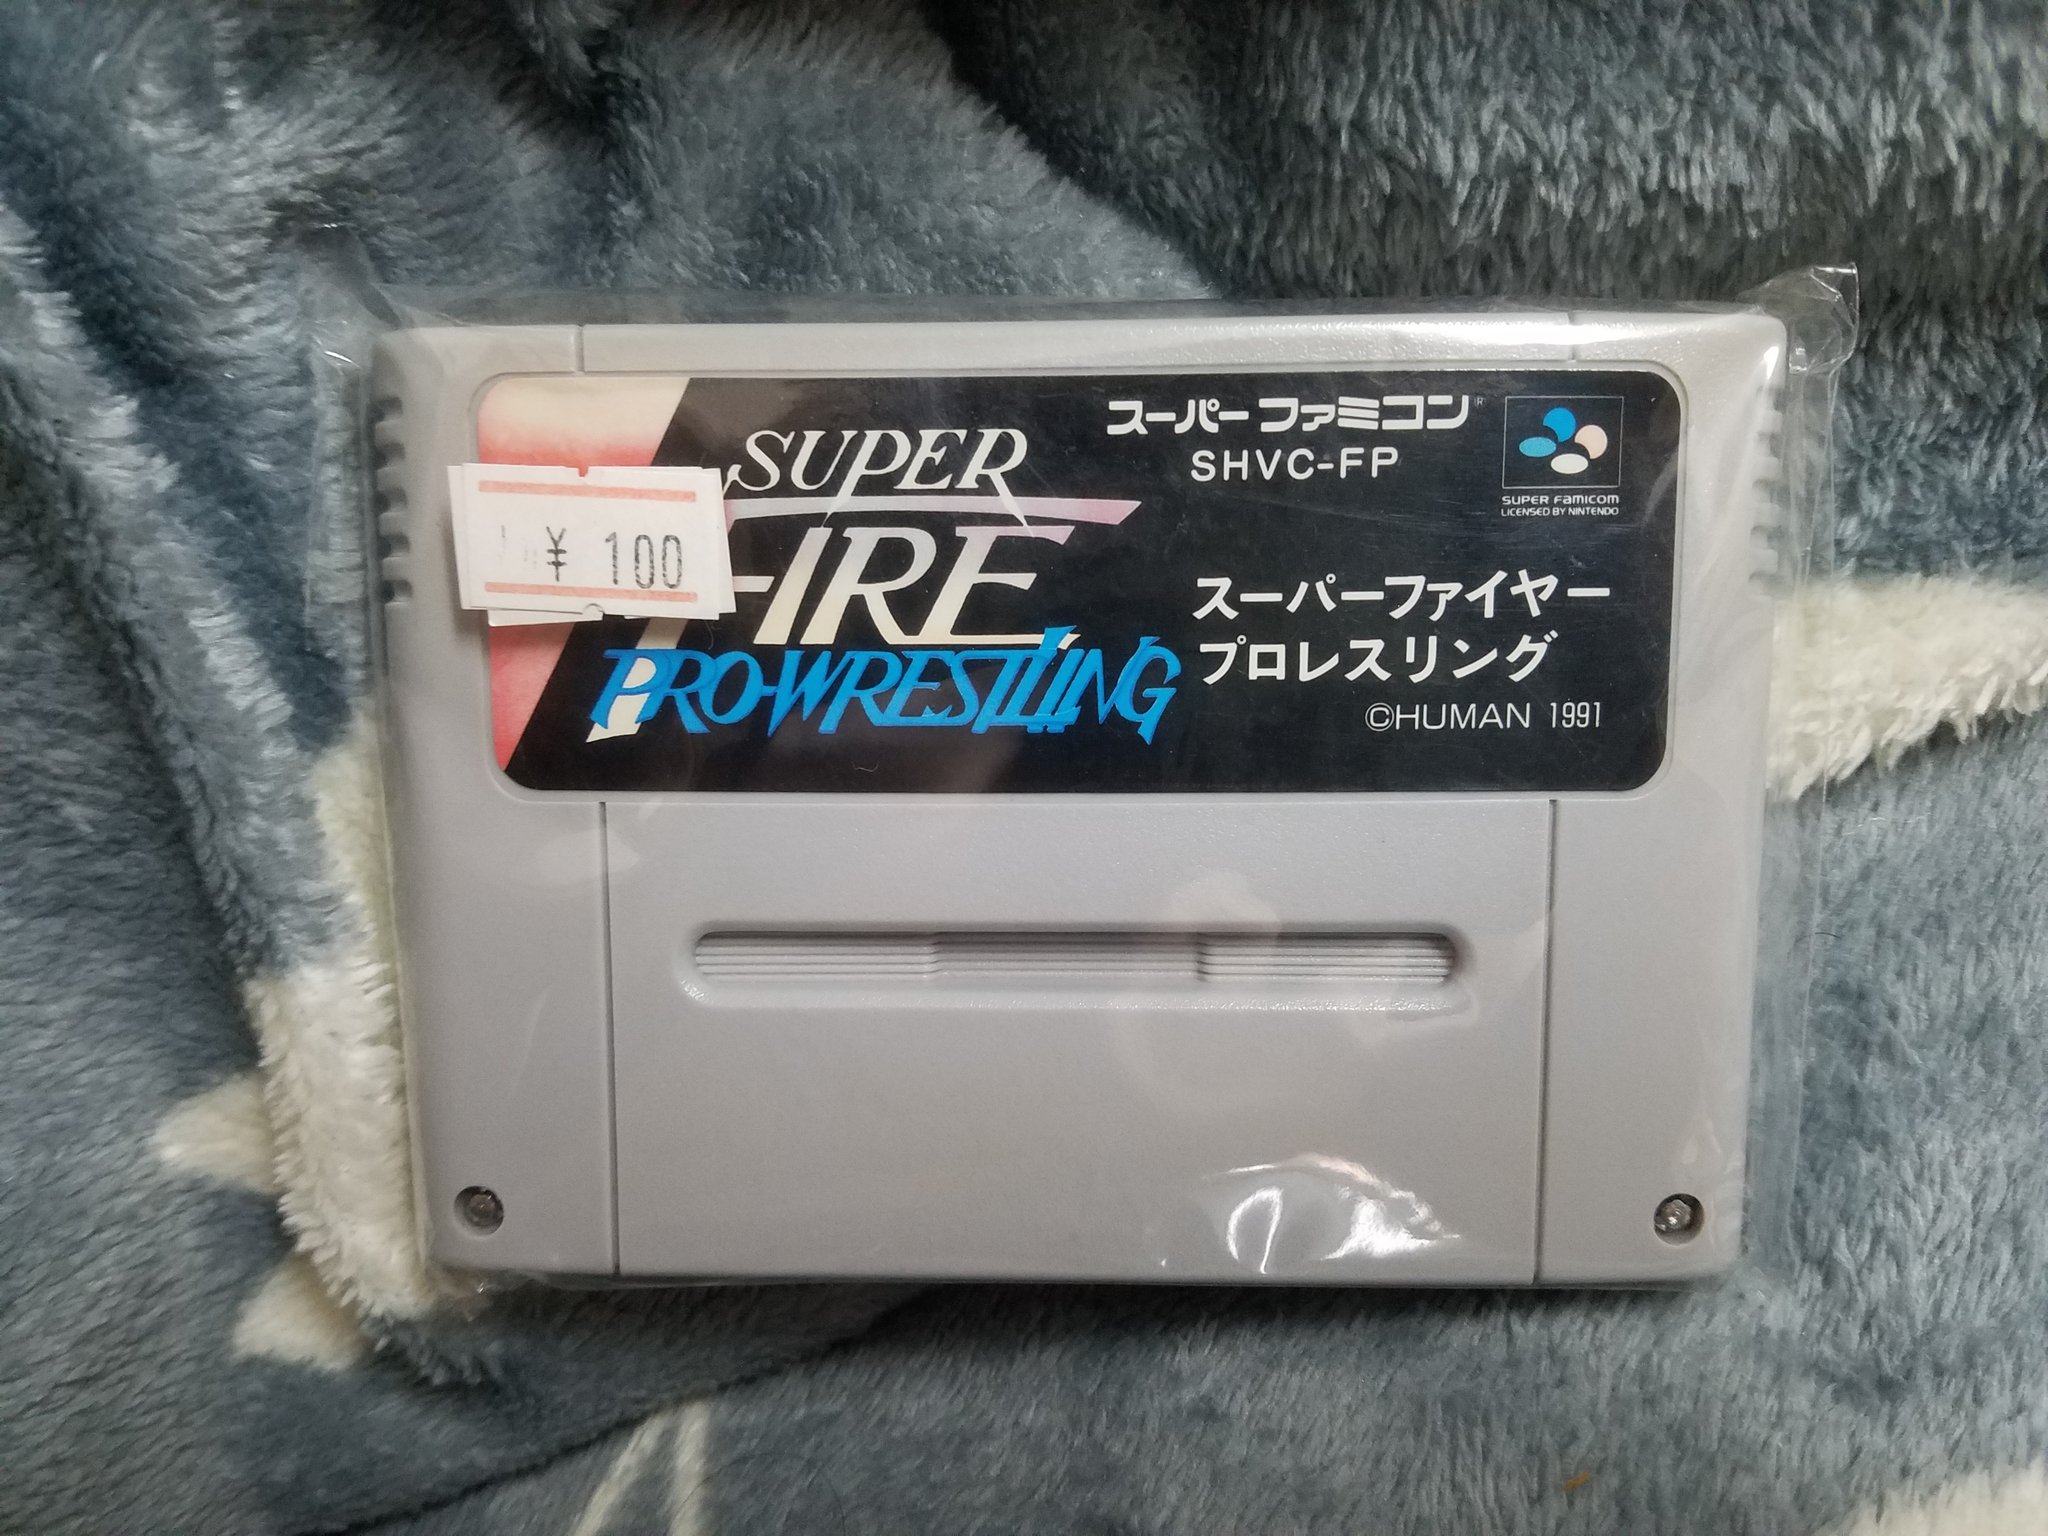 スーパーファミコン®
SHVC-FP
SUPER FAMICOM
LICENSED BY NINTENDO
SUPER
FIRE
PRO-WRESTLING
¥ 100
スーパーファイヤー
プロレスリング
©HUMAN 1991